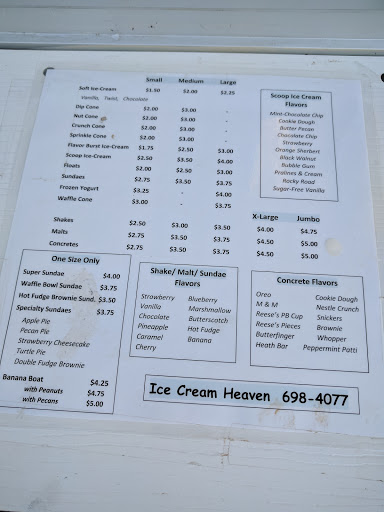 Small Medium Large
Soft Ice-Cream $1.50 $2.00 $2.25
Vanilla, Twist, Chocolate
Dip Cone $2.00 $3.00 -
Nut Cone $2.00 $3.00 -
Crunch Cone $2.00 $3.00 -
Sprinkle Cone $2.00 $3.00 -
Flavor Burst Ice-Cream $1.75 $2.50 $3.00
Scoop Ice-Cream $2.50 $3.50 $4.00
Floats $2.00 $2.50 $3.00
Sundaes $2.75 $3.50 $3.75
Frozen Yogurt $3.25 - $4.00
Waffle Cone $3.00 - $3.75
Scoop Ice Cream
Flavors
Mint-Chocolate Chip
Cookie Dough
Butter Pecan
Chocolate Chip
Strawberry
Orange Sherbert
Black Walnut
Bubble Gum
Pralines & Cream
Rocky Road
Sugar-Free Vanilla
X-Large Jumbo
Shakes $2.50 $3.00 $3.50 $4.00 $4.75
Malts $2.75 $3.50 $3.75 $4.50 $5.00
Concretes $2.75 $3.50 $3.75 $4.00 $5.00
One Size Only
Super Sundae $4.00
Waffle Bowl Sundae $3.75
Hot Fudge Brownie Sund. $3.50
Specialty Sundaes $3.75
Apple Pie
Pecan Pie
Strawberry Cheesecake
Turtle Pie
Double Fudge Brownie
Banana Boat $4.25
with Peanuts $4.75
with Pecans $5.00
Shake/ Malt/ Sundae
Flavors
Strawberry Blueberry
Vanilla Marshmallow
Chocolate Butterscotch
Pineapple Hot Fudge
Caramel Banana
Cherry
Concrete Flavors
Oreo Cookie Dough
M & M Nestle Crunch
Reese's PB Cup Snickers
Reese's Pieces Brownie
Butterfinger Whopper
Heath Bar Peppermint Patti
Ice Cream Heaven 698-4077